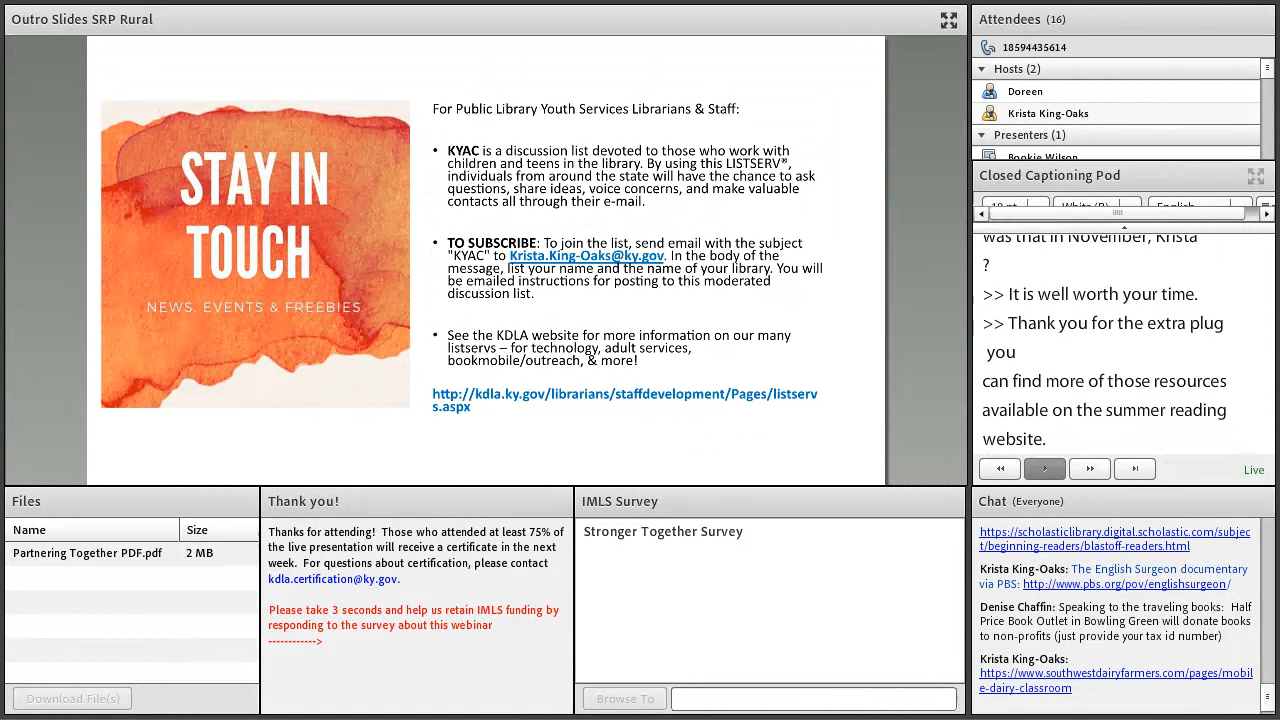 Outro Slides SRP Rural
STAY IN
TOUCH
NEWS, EVENTS & FREEBIES
For Public Library Youth Services Librarians & Staff:
• KYAC is a discussion list devoted to those who work with
children and teens in the library. By using this LISTSERV®,
individuals from around the state will have the chance to ask
questions, share ideas, voice concerns, and make valuable
contacts all through their e-mail.
• TO SUBSCRIBE: To join the list, send email with the subject
"KYAC" to Krista.King-Oaks@ky.gov. In the body of the
message, list your name and the name of your library. You will
be emailed instructions for posting to this moderated
discussion list.
• See the KDLA website for more information on our many
listservs – for technology, adult services,
bookmobile/outreach, & more!
http://kdla.ky.gov/librarians/staffdevelopment/Pages/listserv
s.aspx
Attendees (16)
18594435614
Hosts (2)
Doreen
Krista King-Oaks
Presenters (1)
Bookie Wilson
Closed Captioning Pod
18 pt
White (B)
English
was that in November, Krista
?
>> It is well worth your time.
>> Thank you for the extra plug
you
can find more of those resources
available on the summer reading
website.
Live
Files
Name Size
Partnering Together PDF.pdf 2 MB
Download File(s)
Thank you!
Thanks for attending! Those who attended at least 75% of
the live presentation will receive a certificate in the next
week. For questions about certification, please contact
kdla.certification@ky.gov.
Please take 3 seconds and help us retain IMLS funding by
responding to the survey about this webinar
------------>
IMLS Survey
Stronger Together Survey
Browse To
Chat (Everyone)
https://scholasticlibrary.digital.scholastic.com/subjec
t/beginning-readers/blastoff-readers.html
Krista King-Oaks: The English Surgeon documentary
via PBS: http://www.pbs.org/pov/englishsurgeon/
Denise Chaffin: Speaking to the traveling books: Half
Price Book Outlet in Bowling Green will donate books
to non-profits (just provide your tax id number)
Krista King-Oaks:
https://www.southwestdairyfarmers.com/pages/mobil
e-dairy-classroom